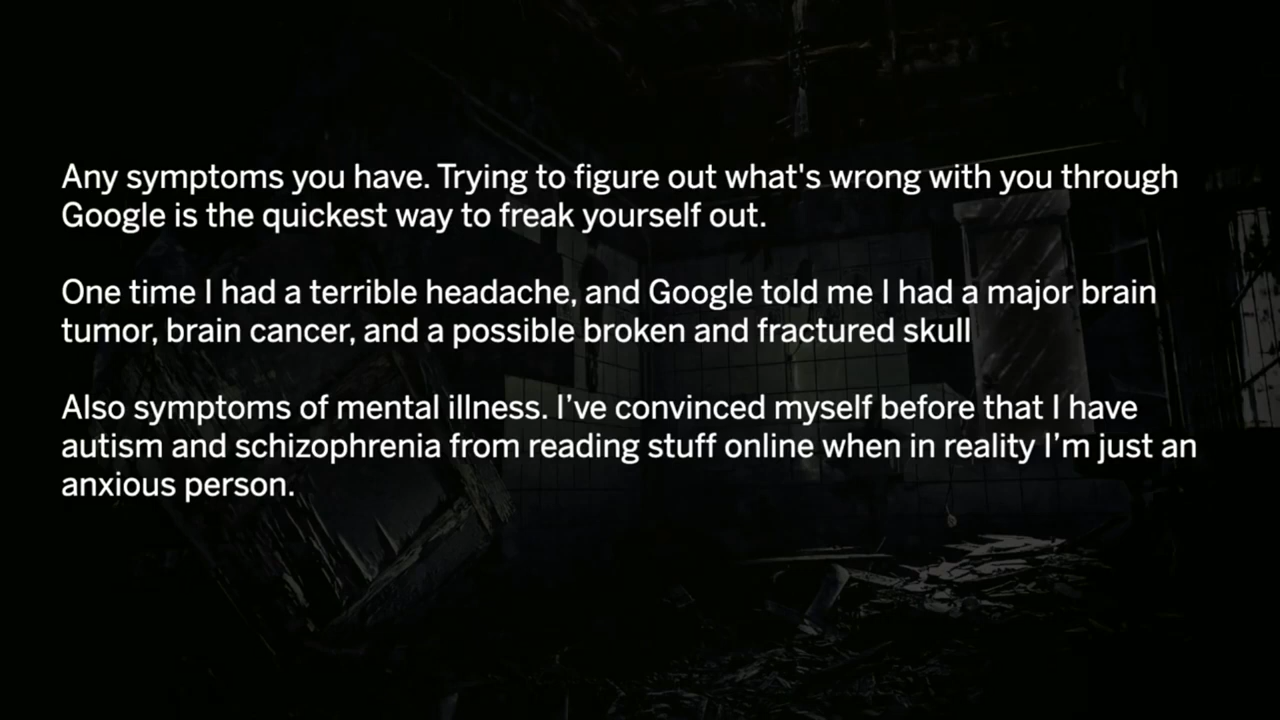 Any symptoms you have. Trying to figure out what's wrong with you through
Google is the quickest way to freak yourself out.
One time I had a terrible headache, and Google told me I had a major brain
tumor, brain cancer, and a possible broken and fractured skull
Also symptoms of mental illness. I’ve convinced myself before that I have
autism and schizophrenia from reading stuff online when in reality I’m just an
anxious person.